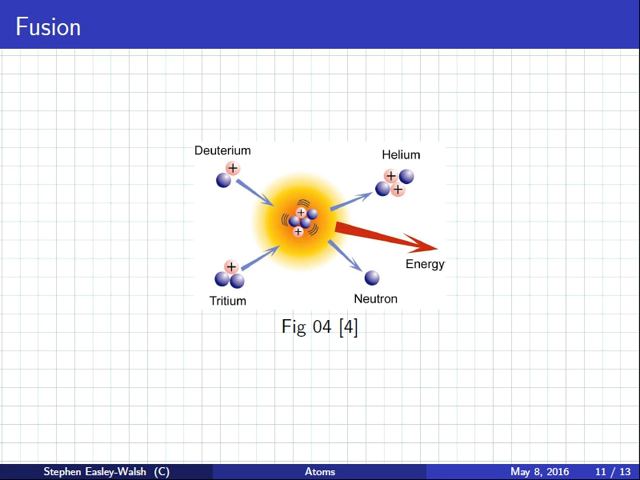 Fusion
Deuterium
Helium
+
+
+
+
+
Energy
+
Tritium
Neutron
Fig 04 [4]
Stephen Easley-Walsh (C) Atoms May 8, 2016 11 / 13